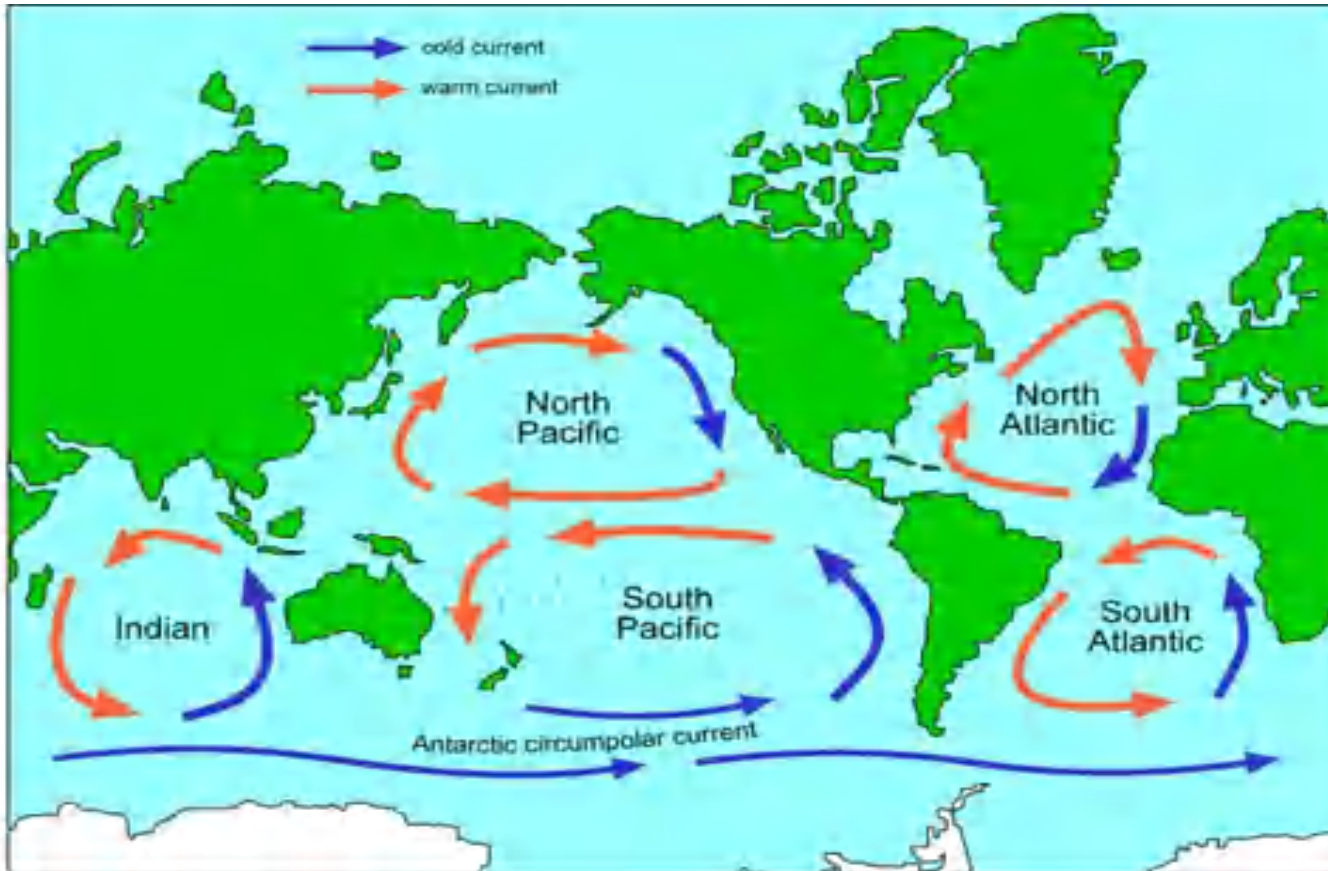 cold current
warm current
North
Pacific
North
Atlantic
Indian
South
Pacific
South
Atlantic
Antarctic circumpolar current